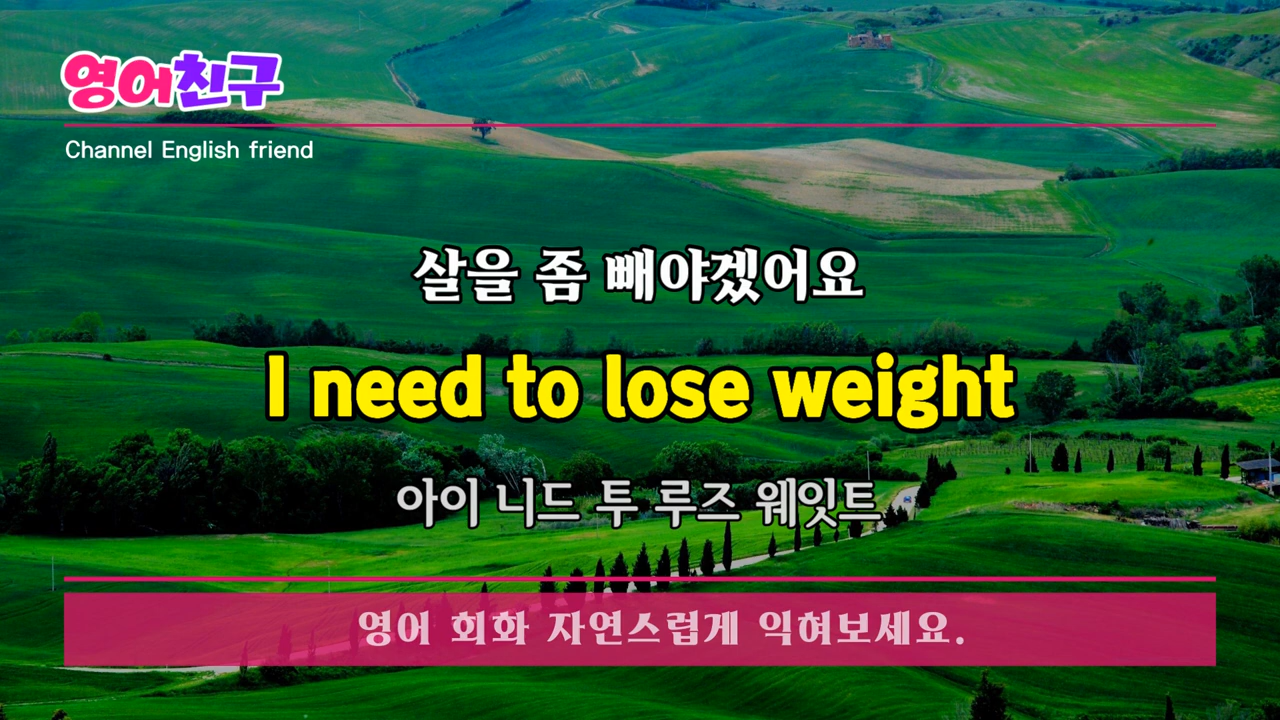 영어친구
Channel English friend
살을 좀 빼야겠어요
I need to lose weight
아이 니드 투 루즈 웨잇트
영어 회화 자연스럽게 익혀보세요.